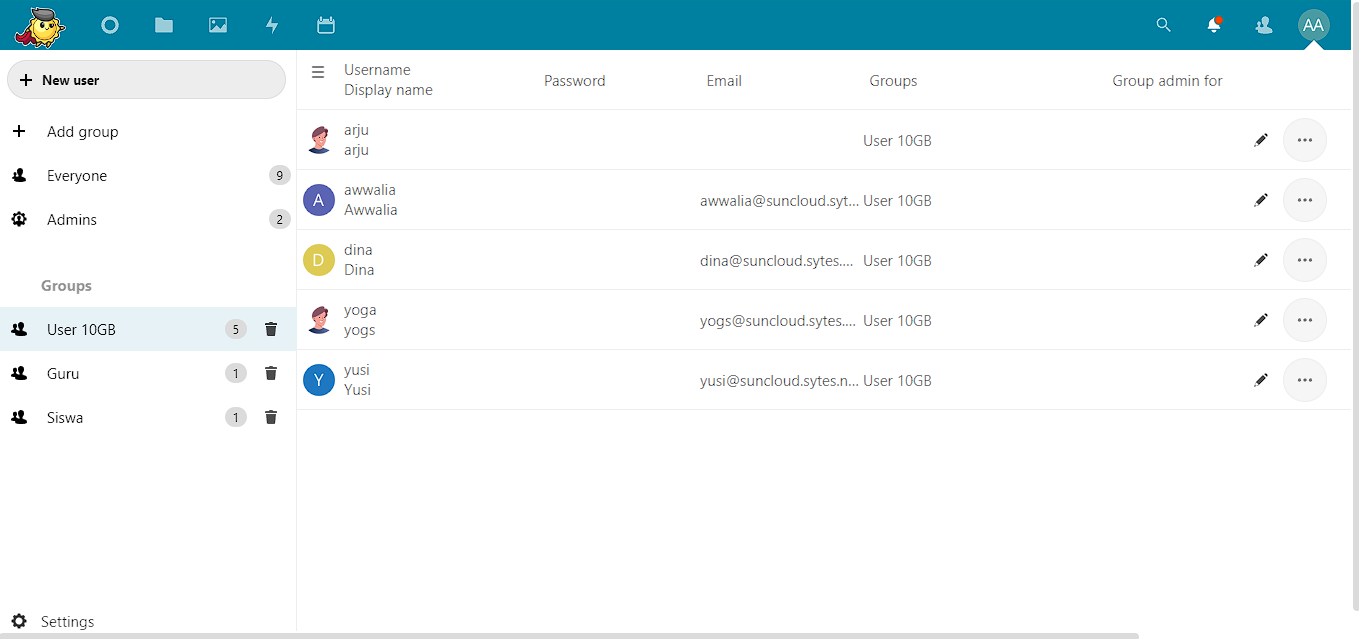 AA
New user
Add group
Everyone 9
Admins 2
Groups
User 10GB 5
Guru 1
Siswa 1
Settings
Username
Display name
Password Email Groups Group admin for
arju
arju
User 10GB
A
awwalia
Awwalia
awwalia@suncloud.syt... User 10GB
D
dina
Dina
dina@suncloud.sytes.... User 10GB
yoga
yogs
yogs@suncloud.sytes.... User 10GB
Y
yusi
Yusi
yusi@suncloud.sytes.n... User 10GB